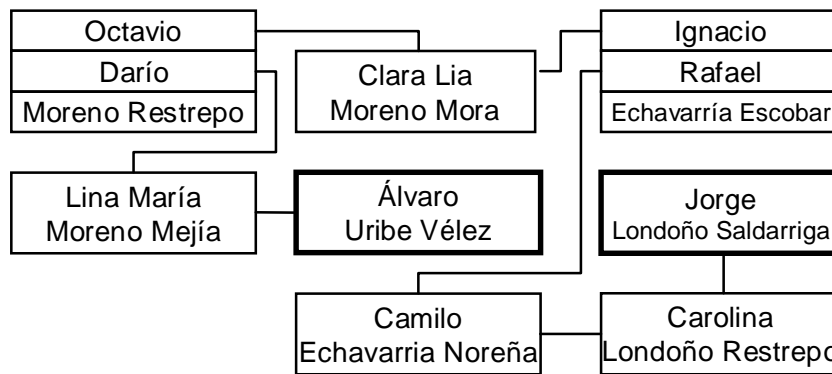 Octavio
Darío
Moreno Restrepo
Clara Lia
Moreno Mora
Ignacio
Rafael
Echavarría Escobar
Lina María
Moreno Mejía
Álvaro
Uribe Vélez
Jorge
Londoño Saldarriga
Camilo
Echavarria Noreña
Carolina
Londoño Restrepo